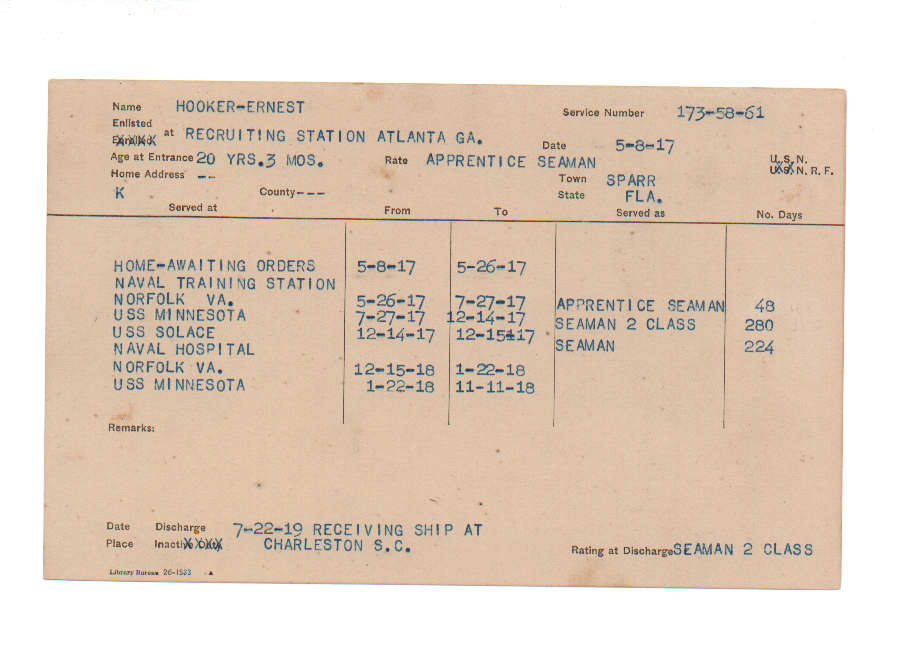 Name HOOKER-ERNEST Service Number 173-58-61
Enlisted
at RECRUITING STATION ATLANTA GA. Date 5-8-17
Age at Entrance 20 YRS.3 MOS. Rate APPRENTICE SEAMAN U.S.N.
U.S.N.R.F.
Home Address -- Town SPARR
K County--- State FLA.
Served at From To Served as No. Days
HOME-AWAITING ORDERS 5-8-17 5-26-17
NAVAL TRAINING STATION
NORFOLK VA. 5-26-17 7-27-17 APPRENTICE SEAMAN 48
USS MINNESOTA 7-27-17 12-14-17 SEAMAN 2 CLASS 280
USS SOLACE 12-14-17 12-15-17 SEAMAN 224
NAVAL HOSPITAL
NORFOLK VA. 12-15-18 1-22-18
USS MINNESOTA 1-22-18 11-11-18
Remarks:
Date Discharge 7-22-19 RECEIVING SHIP AT
Place Inactive Duty CHARLESTON S.C. Rating at Discharge SEAMAN 2 CLASS
Library Bureau 26-1533 A